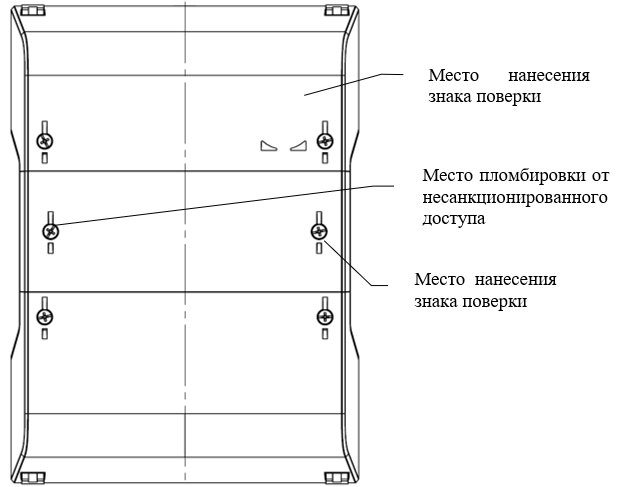 Место нанесения
знака поверки
Место пломбировки от
несанкционированного
доступа
Место нанесения
знака поверки